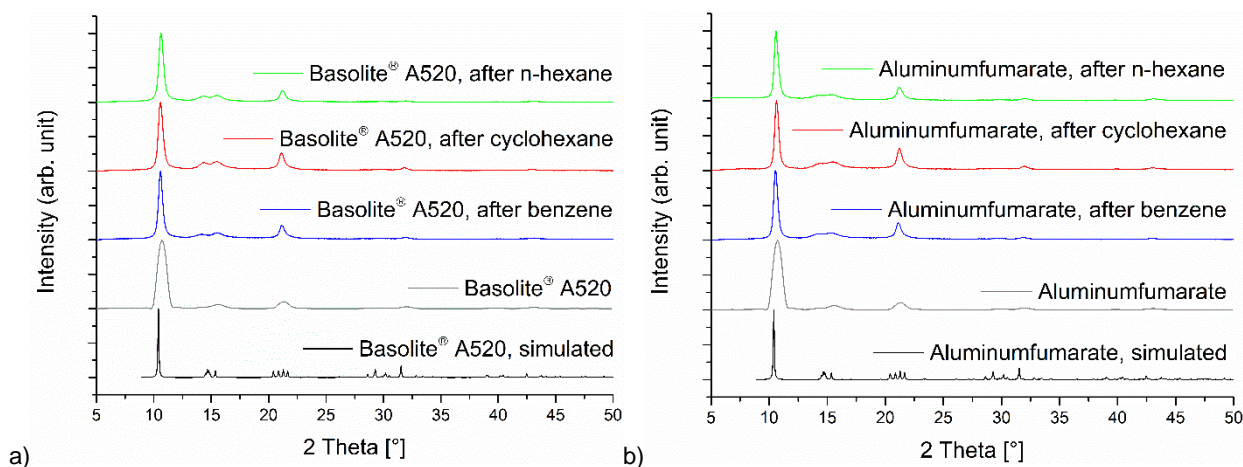 Intensity (arb. unit)
Basolite® A520, after n-hexane
Basolite® A520, after cyclohexane
Basolite® A520, after benzene
Basolite® A520
Basolite® A520, simulated
5 10 15 20 25 30 35 40 45 50
2 Theta [°]
a)
Intensity (arb. unit)
Aluminumfumarate, after n-hexane
Aluminumfumarate, after cyclohexane
Aluminumfumarate, after benzene
Aluminumfumarate
Aluminumfumarate, simulated
5 10 15 20 25 30 35 40 45 50
2 Theta [°]
b)